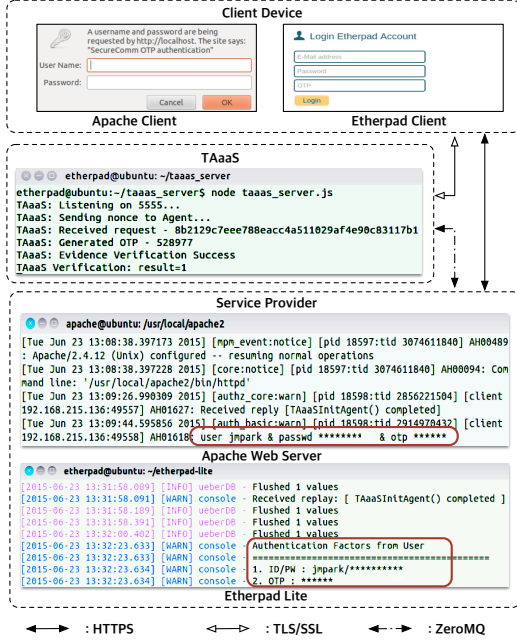 Client Device
A username and password are being
requested by http://localhost. The site says:
"SecureComm OTP authentication"
User Name:
Password:
Cancel
OK
Apache Client
Login Etherpad Account
E-Mail address
Password
OTP
Login
Etherpad Client
TAaaS
etherpad@ubuntu: ~/taaas_server
etherpad@ubuntu:~/taaas_server$ node taaas_server.js
TAaaS: Listening on 5555...
TAaaS: Sending nonce to Agent...
TAaaS: Received request - 8b2129c7eee788eacc4a511029af4e90c83117b1
TAaaS: Generated OTP - 528977
TAaaS: Evidence Verification Success
TAaaS Verification: result=1
Service Provider
apache@ubuntu: /usr/local/apache2
[Tue Jun 23 13:08:38.397173 2015] [mpm_event:notice] [pid 18597:tid 3074611840] AH00489
: Apache/2.4.12 (Unix) configured -- resuming normal operations
[Tue Jun 23 13:08:38.397228 2015] [core:notice] [pid 18597:tid 3074611840] AH00094: Com
mand line: '/usr/local/apache2/bin/httpd'
[Tue Jun 23 13:09:26.990309 2015] [authz_core:warn] [pid 18598:tid 2856221504] [client
192.168.215.136:49557] AH01627: Received reply [TAaaSInitAgent() completed]
[Tue Jun 23 13:09:44.595856 2015] [auth_basic:warn] [pid 18598:tid 2914970432] [client
192.168.215.136:49558] AH01618: user jmpark & passwd ******** & otp ******
Apache Web Server
etherpad@ubuntu: ~/etherpad-lite
[2015-06-23 13:31:58.089] [INFO] ueberDB - Flushed 1 values
[2015-06-23 13:31:58.091] [WARN] console - Received replay: [ TAaaSInitAgent() completed ]
[2015-06-23 13:31:58.189] [INFO] ueberDB - Flushed 1 values
[2015-06-23 13:31:58.391] [INFO] ueberDB - Flushed 1 values
[2015-06-23 13:32:00.402] [INFO] ueberDB - Flushed 1 values
[2015-06-23 13:32:23.633] [WARN] console - Authentication Factors from User
[2015-06-23 13:32:23.633] [WARN] console - ==========================================
[2015-06-23 13:32:23.634] [WARN] console - 1. ID/PW : jmpark/**********
[2015-06-23 13:32:23.634] [WARN] console - 2. OTP : ******
Etherpad Lite
: HTTPS
: TLS/SSL
: ZeroMQ